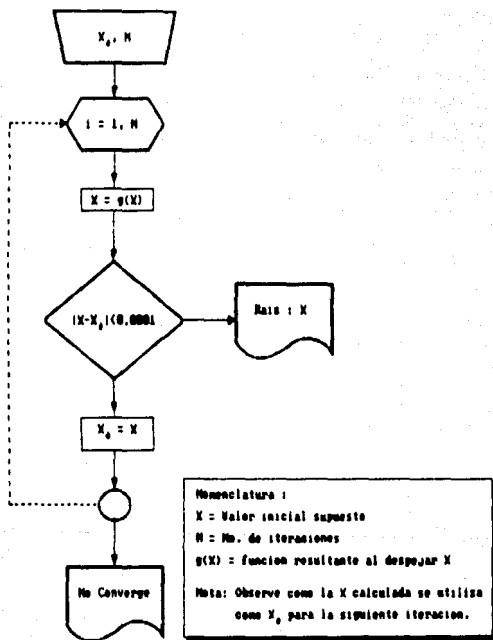 X₀, N
i = 1, N
X = g(X)
|X-X₀|<0.0001
Rais : X
X₀ = X
No Converge
Nomenclatura :
X = Valor inicial supuesto
N = No. de iteraciones
g(X) = funcion resultante al despejar X
Nota: Observe como la X calculada se utiliza
como X₀ para la siguiente iteracion.